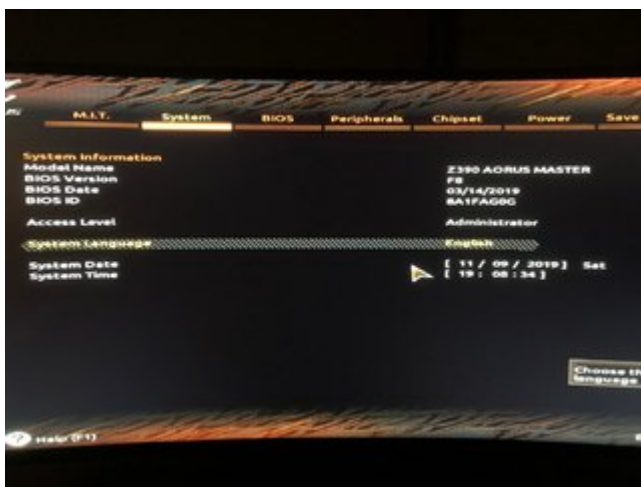 M.I.T. System BIOS Peripherals Chipset Power Save
System Information
Model Name Z390 AORUS MASTER
BIOS Version F8
BIOS Date 03/14/2019
BIOS ID 8A1FAG0G
Access Level Administrator
System Language English
System Date [ 11 / 09 / 2019 ] Sat
System Time [ 19 : 08 : 34 ]
Choose th
language
Help (F1)